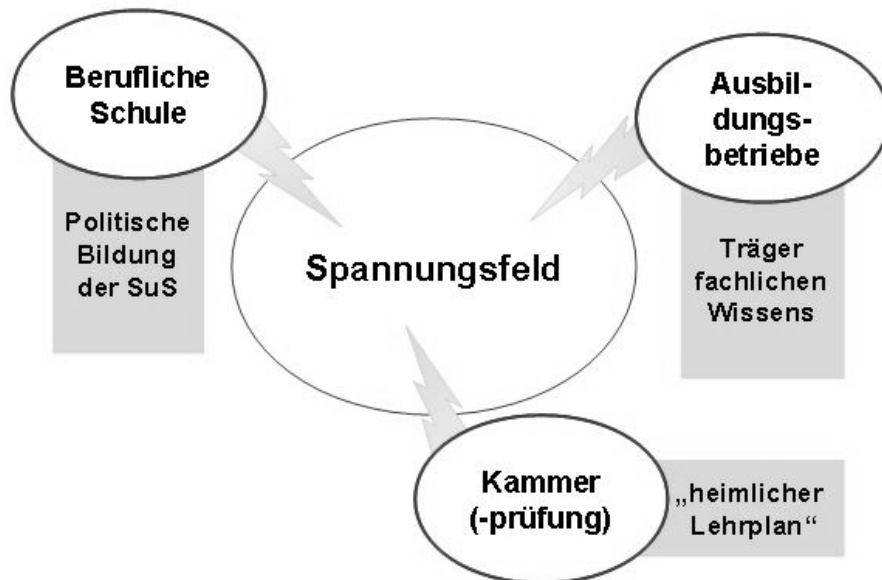 Berufliche
Schule
Politische
Bildung
der SuS
Spannungsfeld
Ausbil-
dungs-
betriebe
Träger
fachlichen
Wissens
Kammer
(-prüfung)
„heimlicher
Lehrplan“